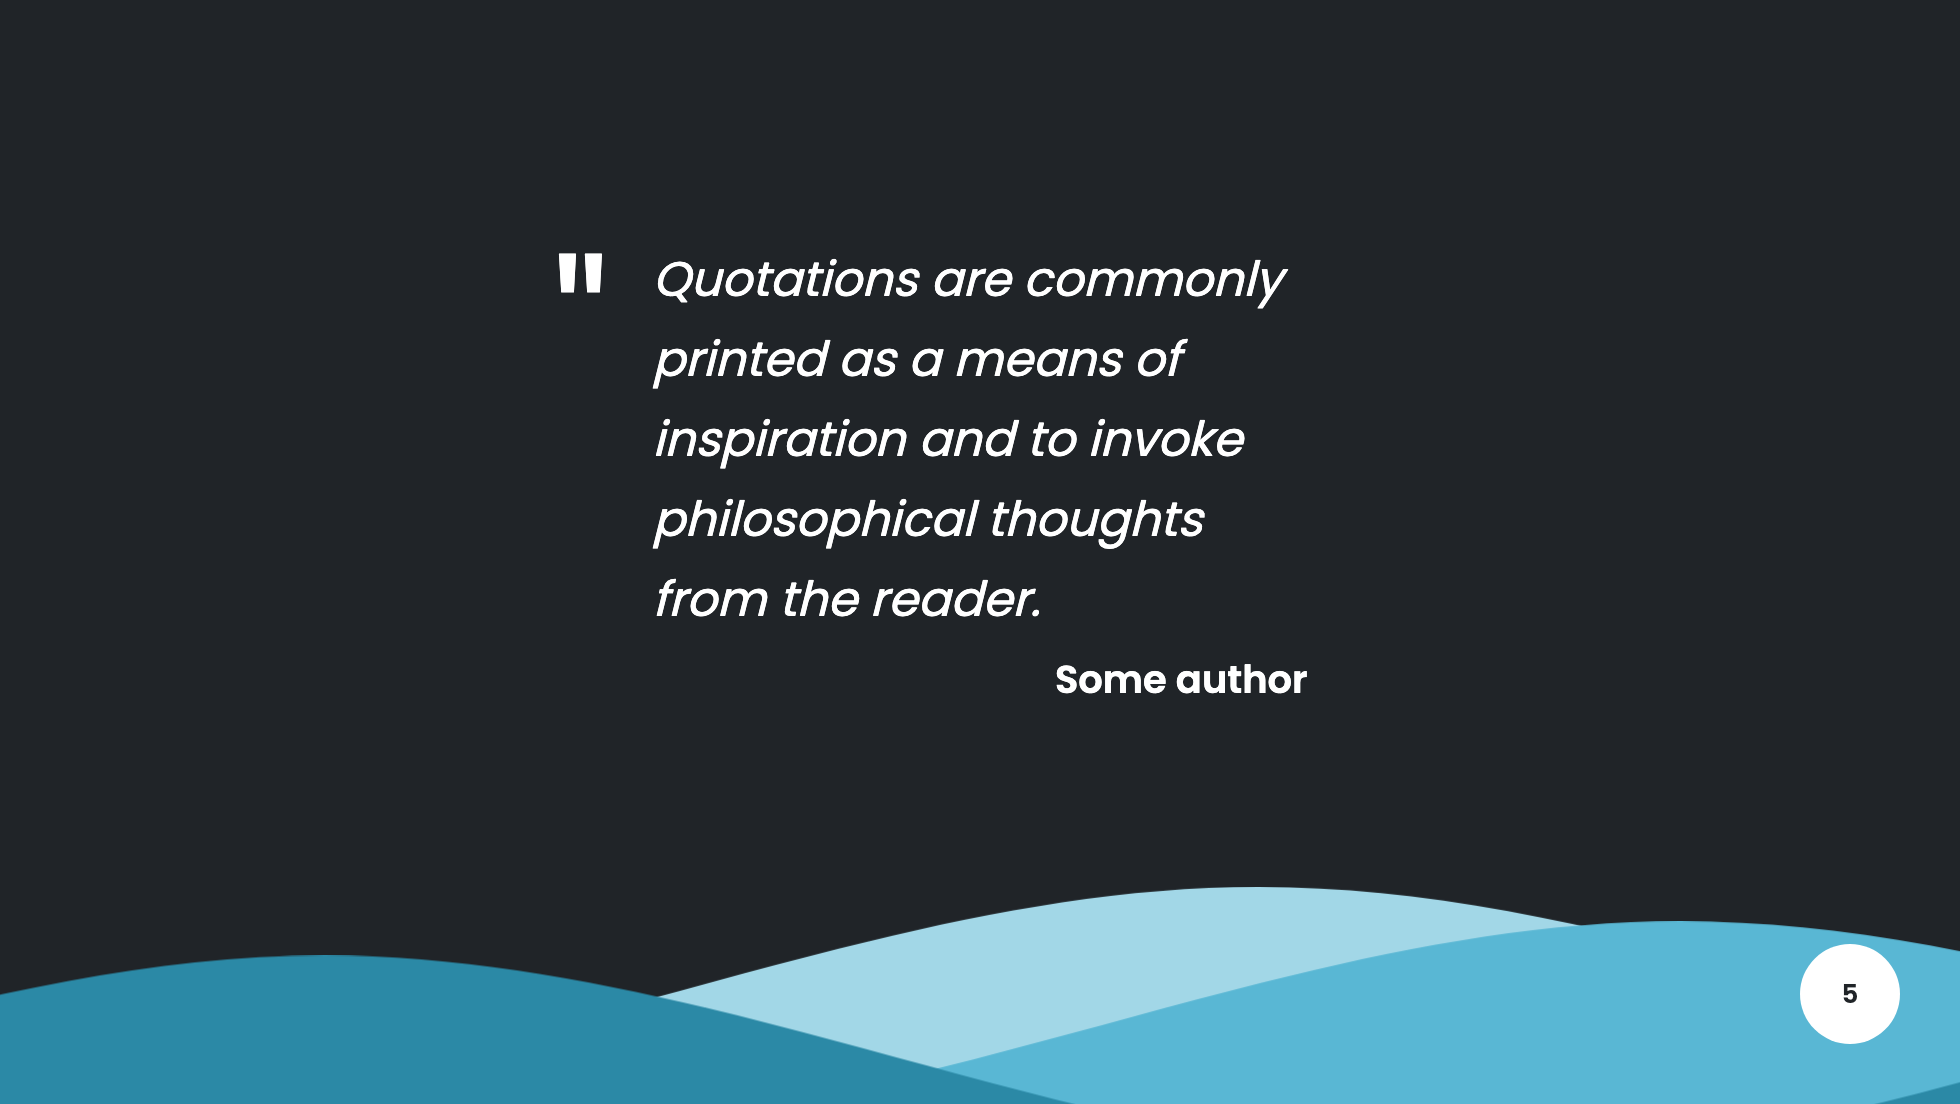 "
Quotations are commonly
printed as a means of
inspiration and to invoke
philosophical thoughts
from the reader.
Some author
5